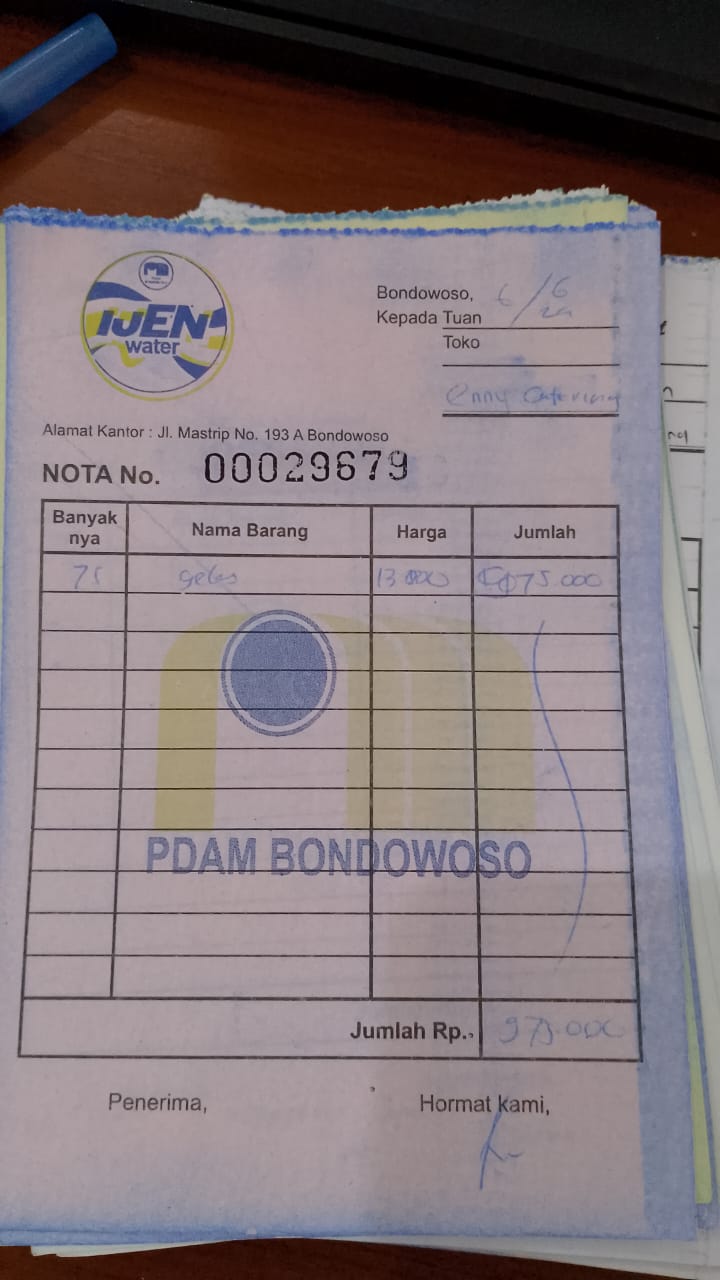 IJEN
water
Bondowoso, 6/6
Kepada Tuan
Toko
enny Catering
Alamat Kantor : Jl. Mastrip No. 193 A Bondowoso
NOTA No. 00029679
Banyak nya Nama Barang Harga Jumlah
75 gelas 13.000 975.000
PDAM BONDOWOSO
Jumlah Rp.. 975.000
Penerima, Hormat kami,